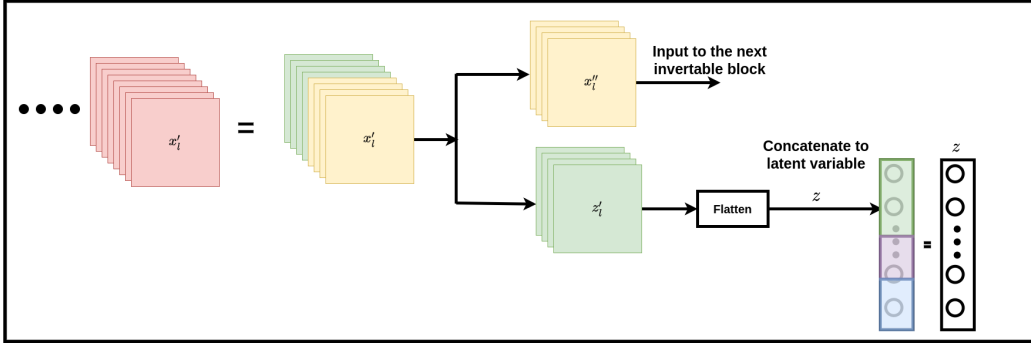 Input to the next
invertable block
x''_l
x'_l
=
x'_l
Concatenate to
latent variable
z
z'_l
Flatten
z
=